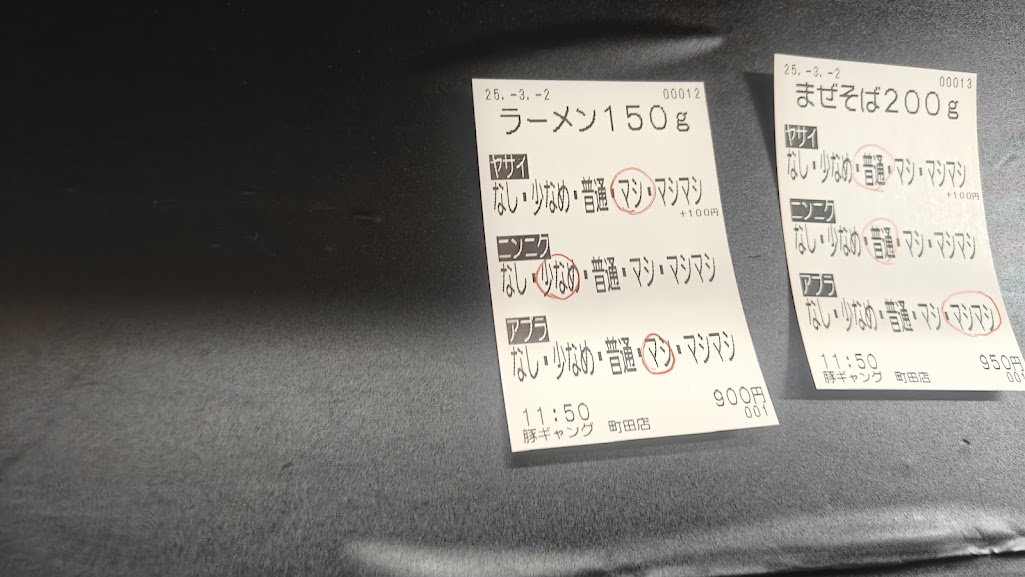 25.-3.-2 00012
ラーメン150g
ヤサイ
なし・少なめ・普通・マシ・マシマシ
+100円
ニンニク
なし・少なめ・普通・マシ・マシマシ
アブラ
なし・少なめ・普通・マシ・マシマシ
11:50 900円
豚ギャング 町田店 001
25.-3.-2 00013
まぜそば200g
ヤサイ
なし・少なめ・普通・マシ・マシマシ
+100円
ニンニク
なし・少なめ・普通・マシ・マシマシ
アブラ
なし・少なめ・普通・マシ・マシマシ
11:50 950円
豚ギャング 町田店 001